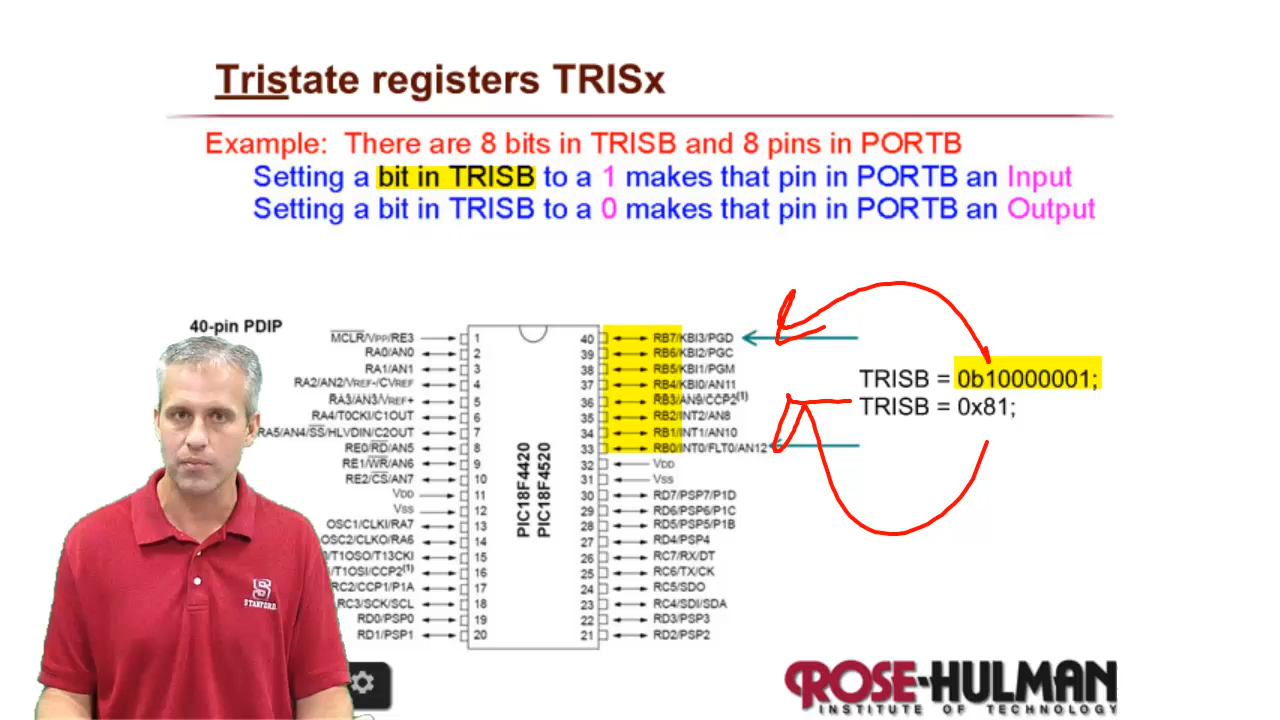 Tristate registers TRISx
Example: There are 8 bits in TRISB and 8 pins in PORTB
Setting a bit in TRISB to a 1 makes that pin in PORTB an Input
Setting a bit in TRISB to a 0 makes that pin in PORTB an Output
40-pin PDIP
MCLR/VPP/RE3 1
RA0/AN0 2
RA1/AN1 3
RA2/AN2/VREF-/CVREF 4
RA3/AN3/VREF+ 5
RA4/T0CKI/C1OUT 6
RA5/AN4/SS/HLVDIN/C2OUT 7
RE0/RD/AN5 8
RE1/WR/AN6 9
RE2/CS/AN7 10
VDD 11
VSS 12
OSC1/CLKI/RA7 13
OSC2/CLKO/RA6 14
/T1OSO/T13CKI 15
/T1OSI/CCP2(1) 16
RC2/CCP1/P1A 17
RC3/SCK/SCL 18
RD0/PSP0 19
RD1/PSP1 20
PIC18F4420
PIC18F4520
40 RB7/KBI3/PGD
39 RB6/KBI2/PGC
38 RB5/KBI1/PGM
37 RB4/KBI0/AN11
36 RB3/AN9/CCP2(1)
35 RB2/INT2/AN8
34 RB1/INT1/AN10
33 RB0/INT0/FLT0/AN12
32 VDD
31 VSS
30 RD7/PSP7/P1D
29 RD6/PSP6/P1C
28 RD5/PSP5/P1B
27 RD4/PSP4
26 RC7/RX/DT
25 RC6/TX/CK
24 RC5/SDO
23 RC4/SDI/SDA
22 RD3/PSP3
21 RD2/PSP2
TRISB = 0b10000001;
TRISB = 0x81;
S
STANFORD
ROSE-HULMAN
INSTITUTE OF TECHNOLOGY